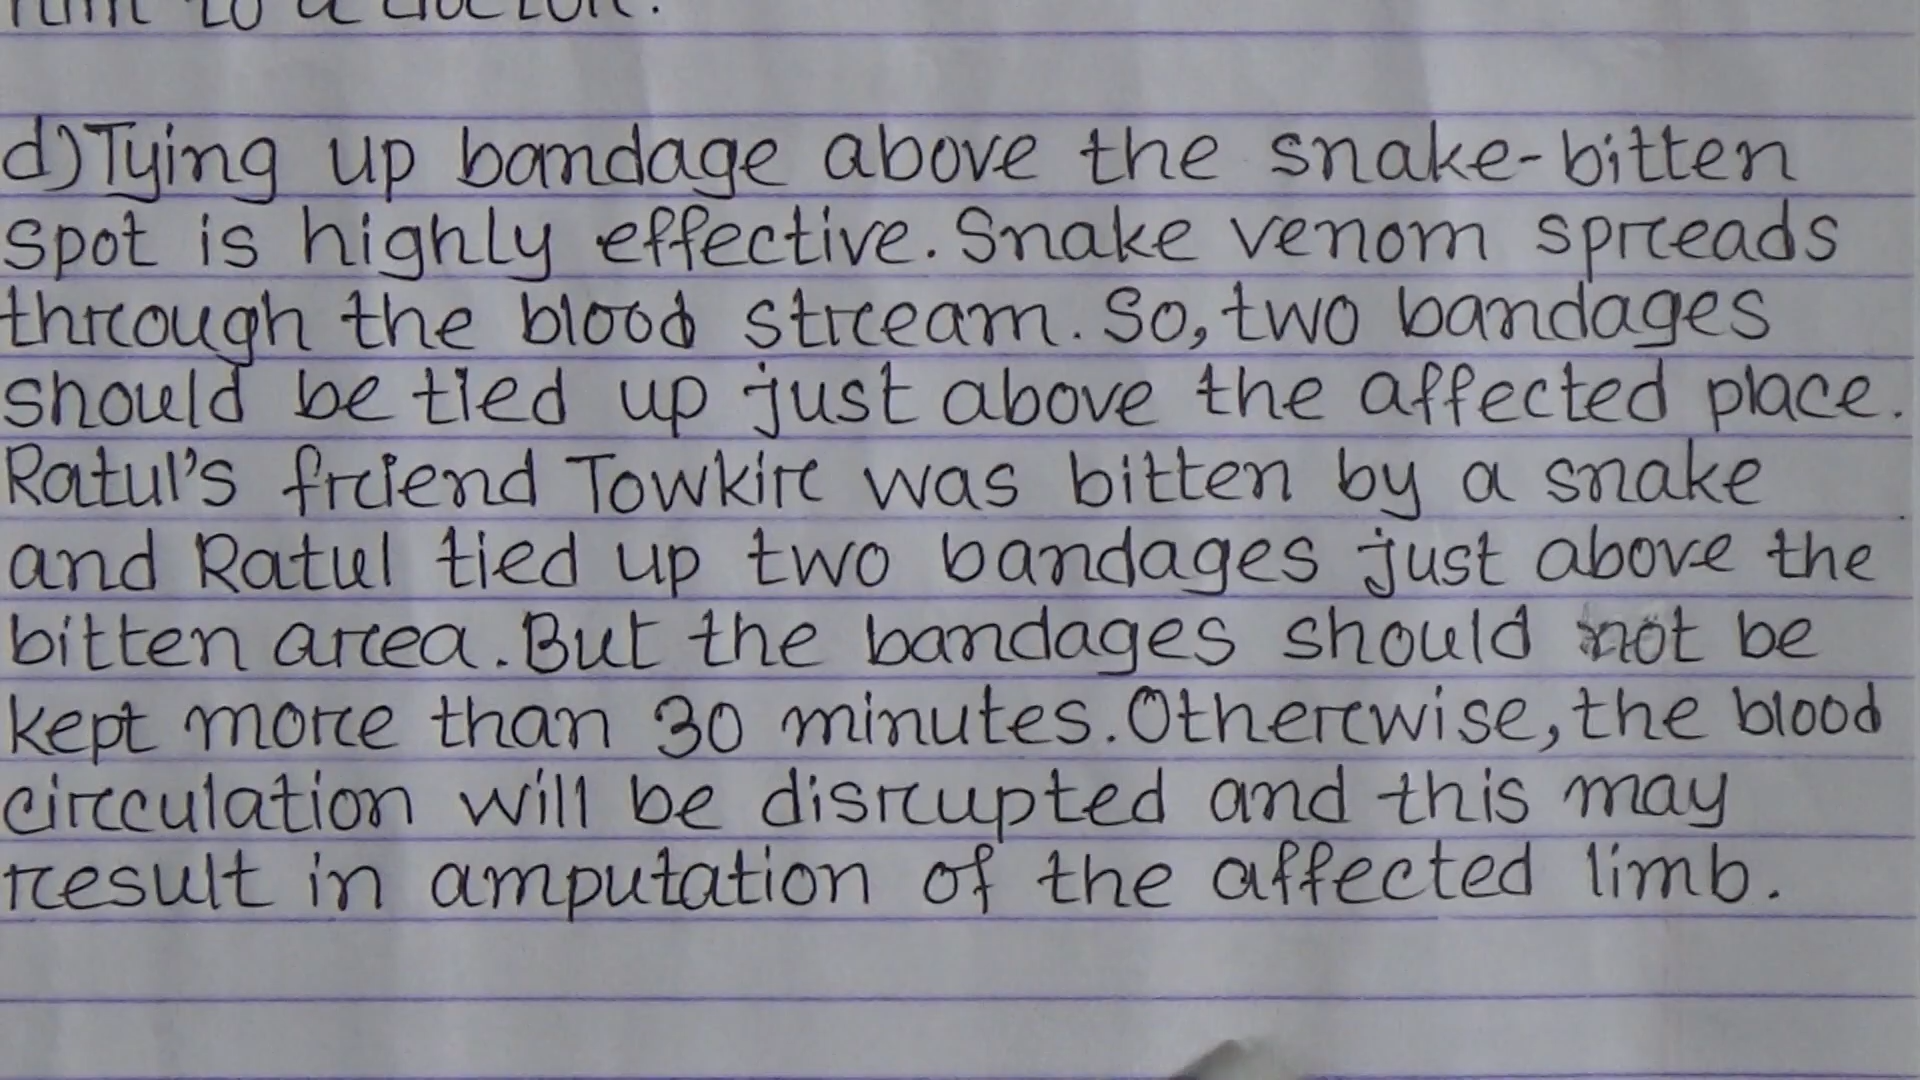 him to a doctor.
d) Tying up bandage above the snake-bitten
spot is highly effective. Snake venom spreads
through the blood stream. So, two bandages
should be tied up just above the affected place.
Ratul's friend Towkir was bitten by a snake
and Ratul tied up two bandages just above the
bitten area. But the bandages should not be
kept more than 30 minutes. Otherwise, the blood
circulation will be disrupted and this may
result in amputation of the affected limb.